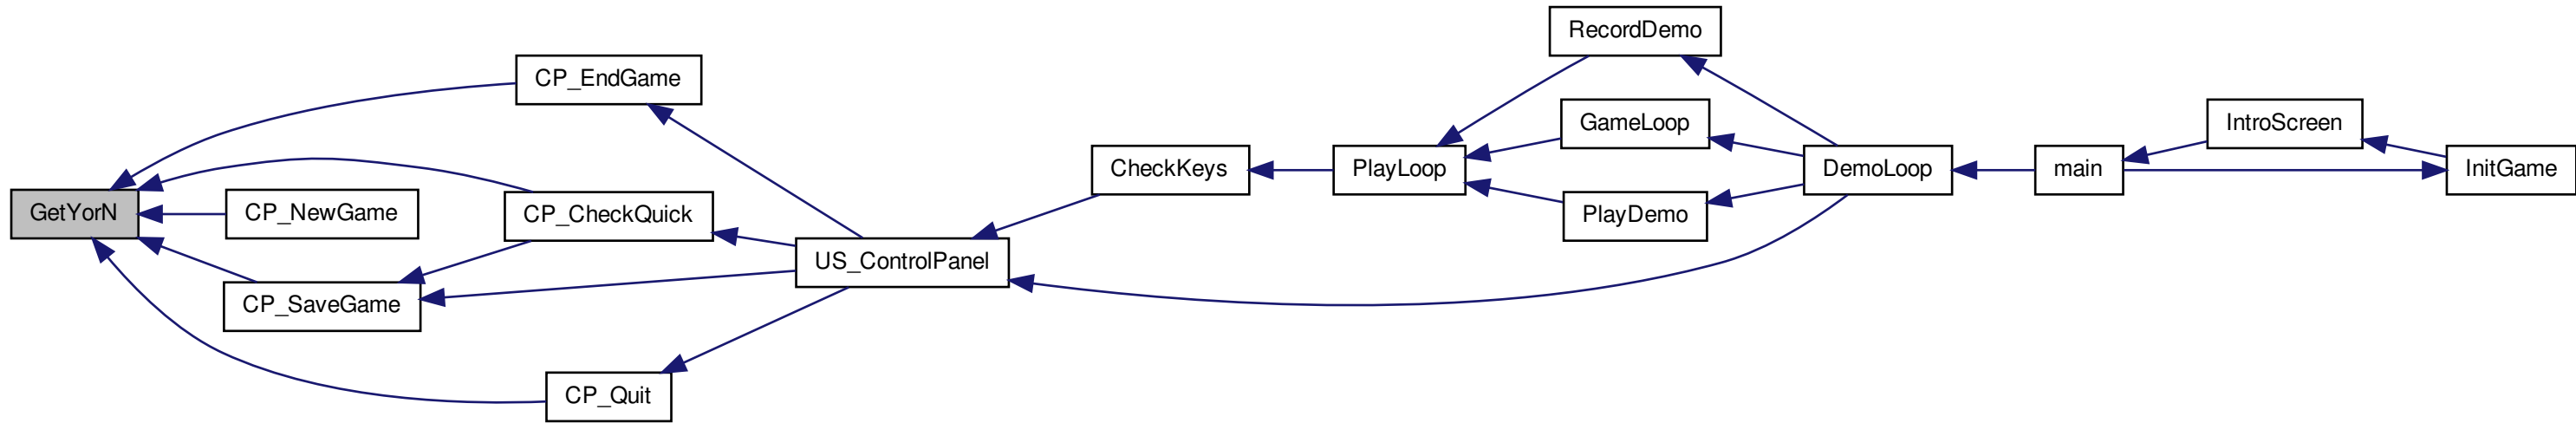 RecordDemo
CP_EndGame
GameLoop
IntroScreen
CheckKeys
PlayLoop
DemoLoop
main
InitGame
GetYorN
CP_NewGame
CP_CheckQuick
PlayDemo
US_ControlPanel
CP_SaveGame
CP_Quit